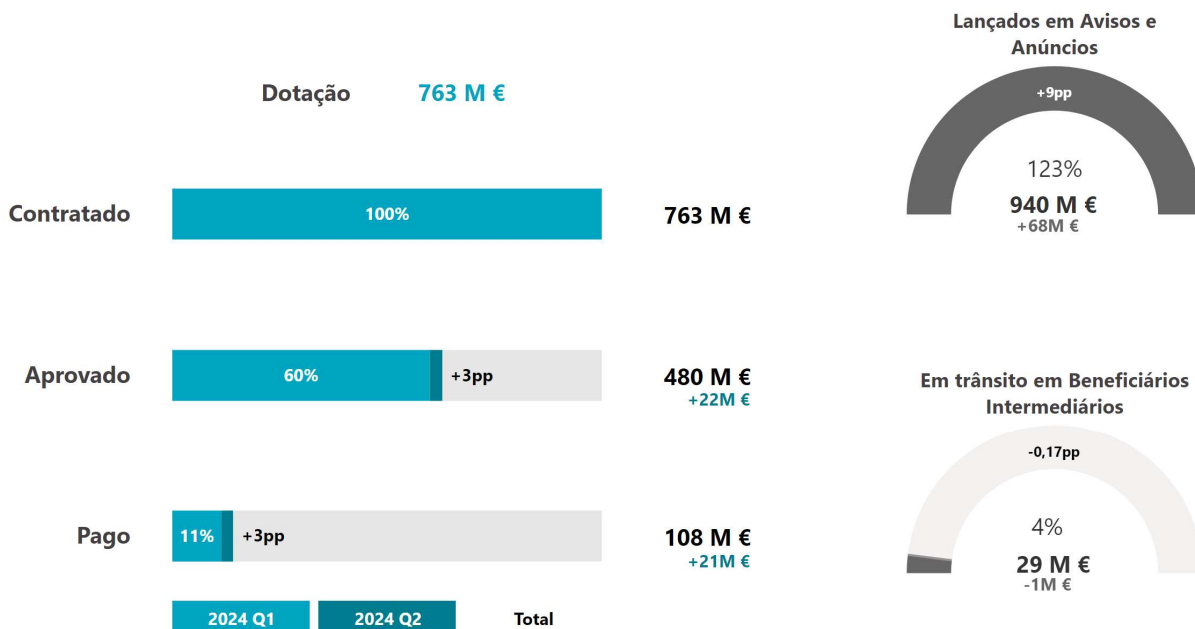 Dotação 763 M €
Contratado 100% 763 M €
Aprovado 60% +3pp 480 M €
+22M €
Pago 11% +3pp 108 M €
+21M €
2024 Q1 2024 Q2 Total
Lançados em Avisos e
Anúncios
+9pp
123%
940 M €
+68M €
Em trânsito em Beneficiários
Intermediários
-0,17pp
4%
29 M €
-1M €